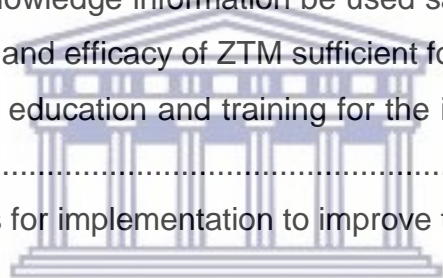 nowledge information be used sa
and efficacy of ZTM sufficient fo
education and training for the i
....................................................................
s for implementation to improve t